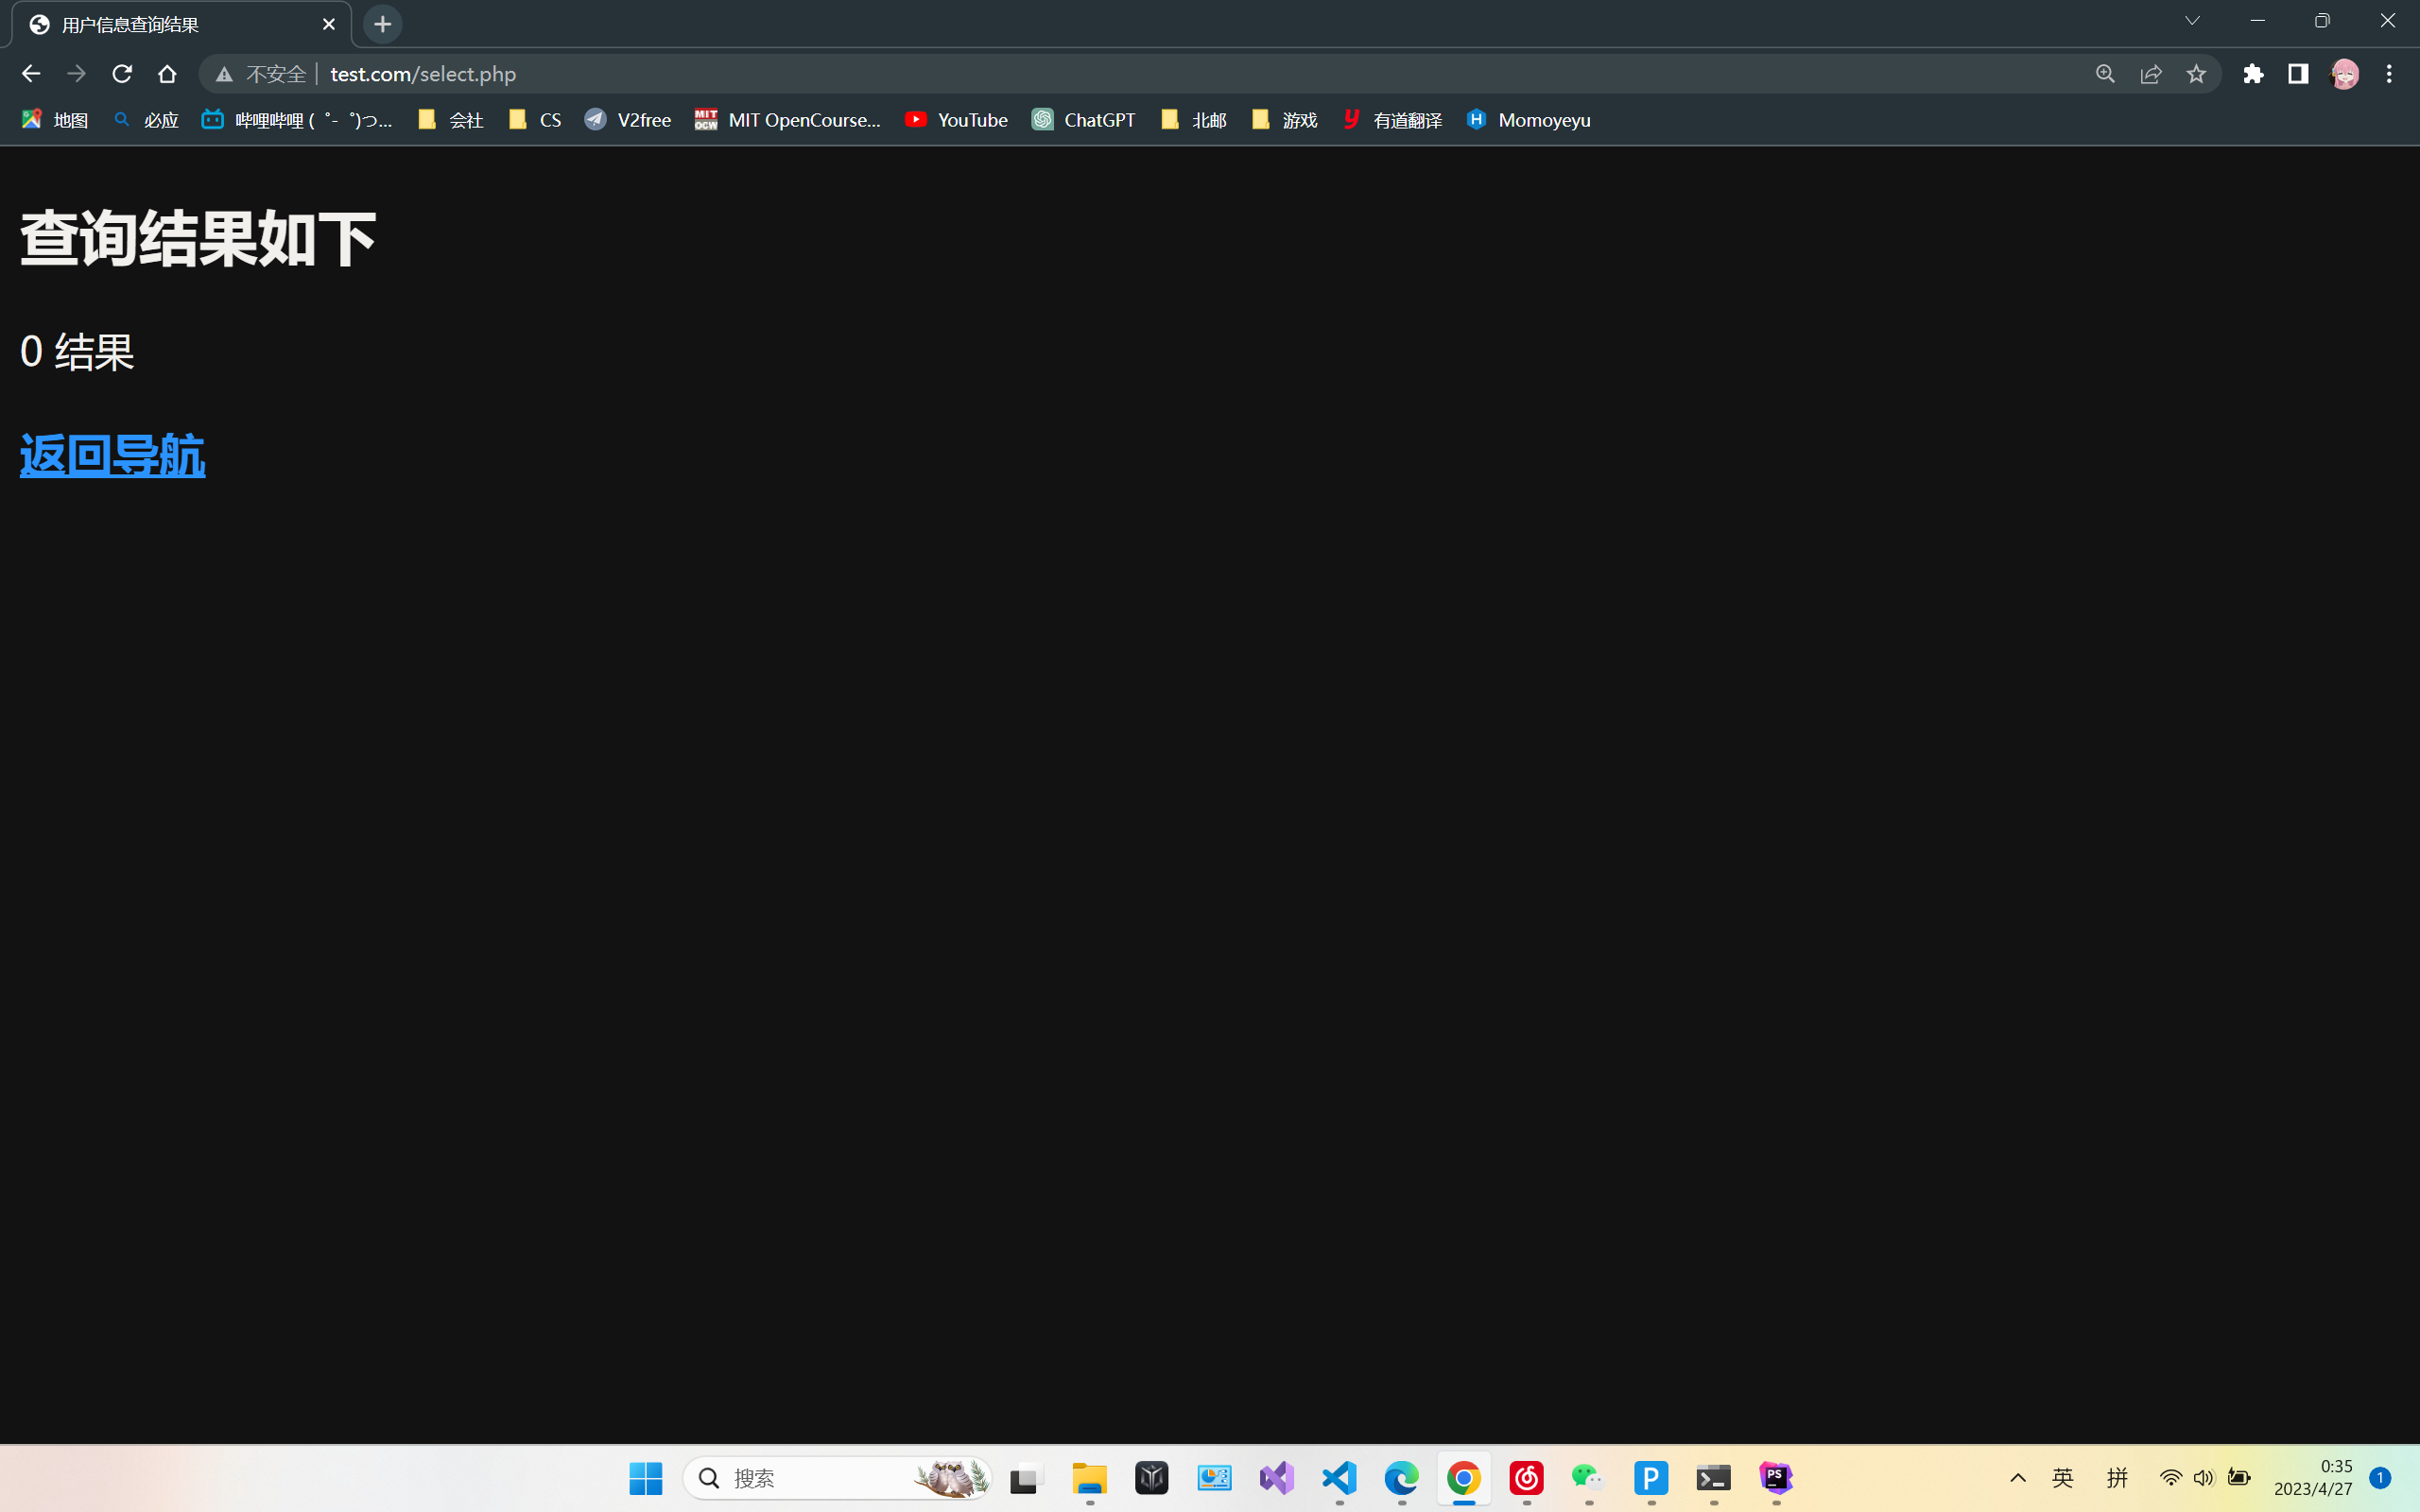 用户信息查询结果
不安全 | test.com/select.php
地图 必应 哔哩哔哩 (゜-゜)つ... 会社 CS V2free MIT OpenCourse... YouTube ChatGPT 北邮 游戏 有道翻译 Momoyeyu
查询结果如下
0 结果
返回导航
搜索
英 拼
0:35
2023/4/27
1